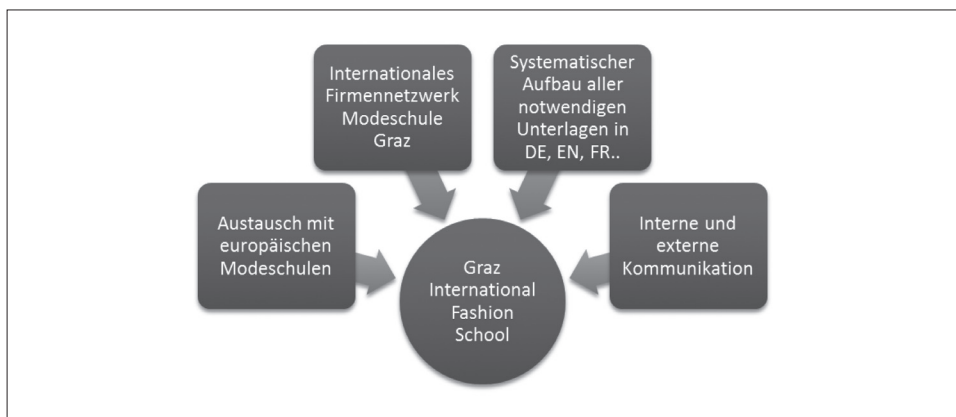 Internationales
Firmennetzwerk
Modeschule
Graz
Systematischer
Aufbau aller
notwendigen
Unterlagen in
DE, EN, FR..
Austausch mit
europäischen
Modeschulen
Interne und
externe
Kommunikation
Graz
International
Fashion
School